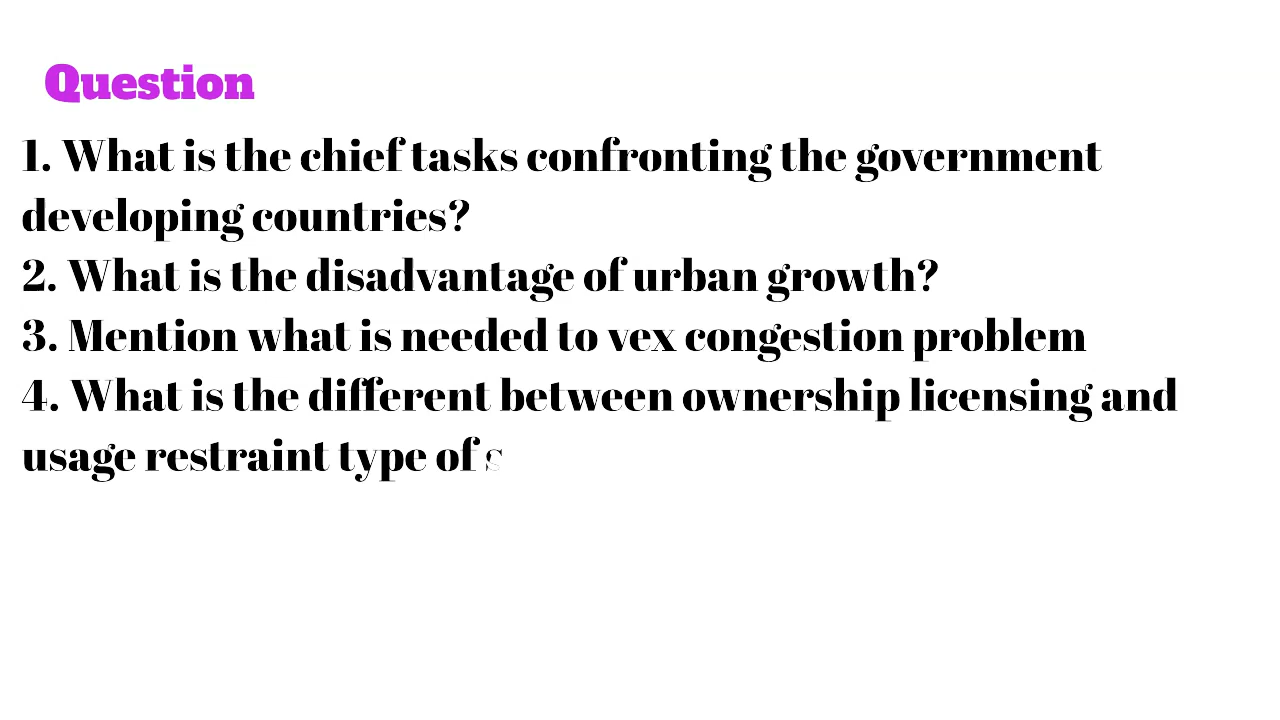 Question
1. What is the chief tasks confronting the government
developing countries?
2. What is the disadvantage of urban growth?
3. Mention what is needed to vex congestion problem
4. What is the different between ownership licensing and
usage restraint type of